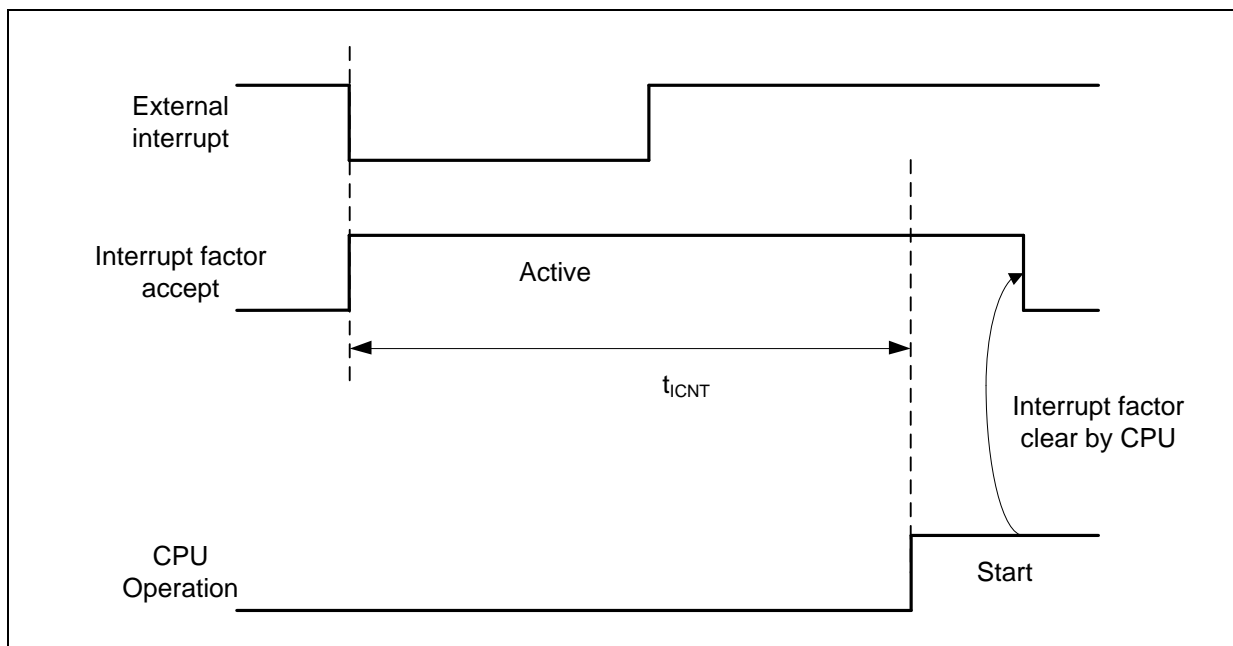 External
interrupt
Interrupt factor
accept
Active
tICNT
Interrupt factor
clear by CPU
CPU
Operation
Start